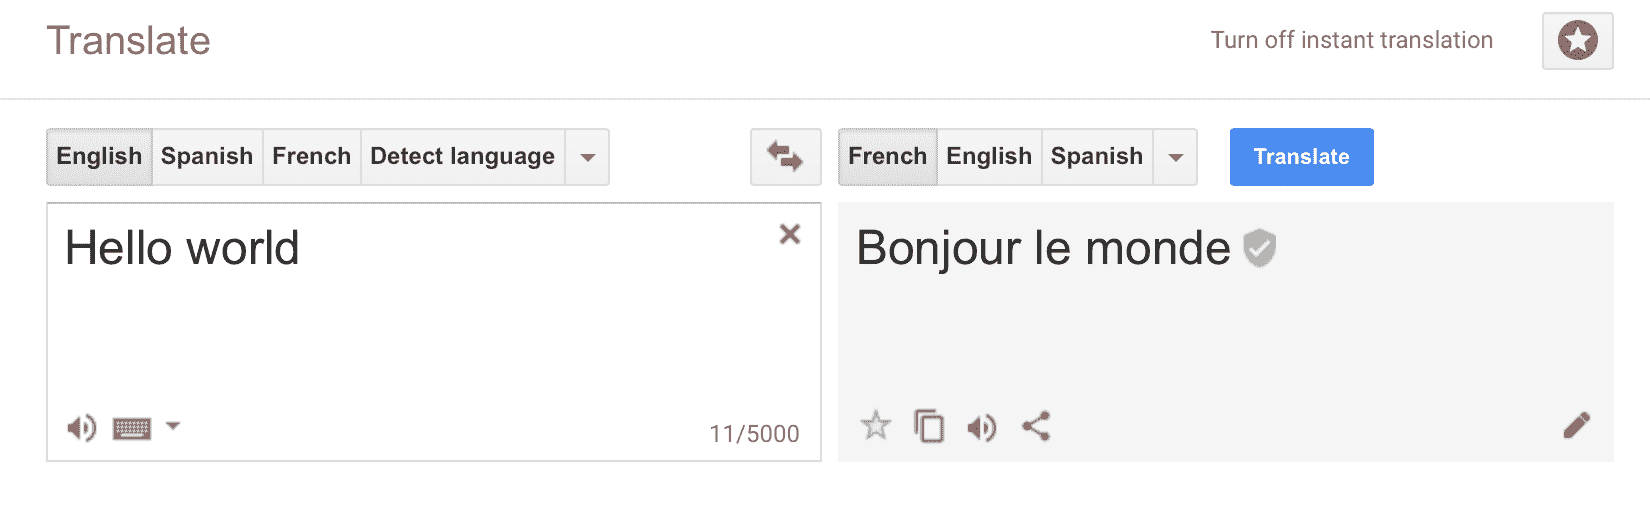 Translate
Turn off instant translation
English Spanish French Detect language
French English Spanish
Translate
Hello world
11/5000
Bonjour le monde